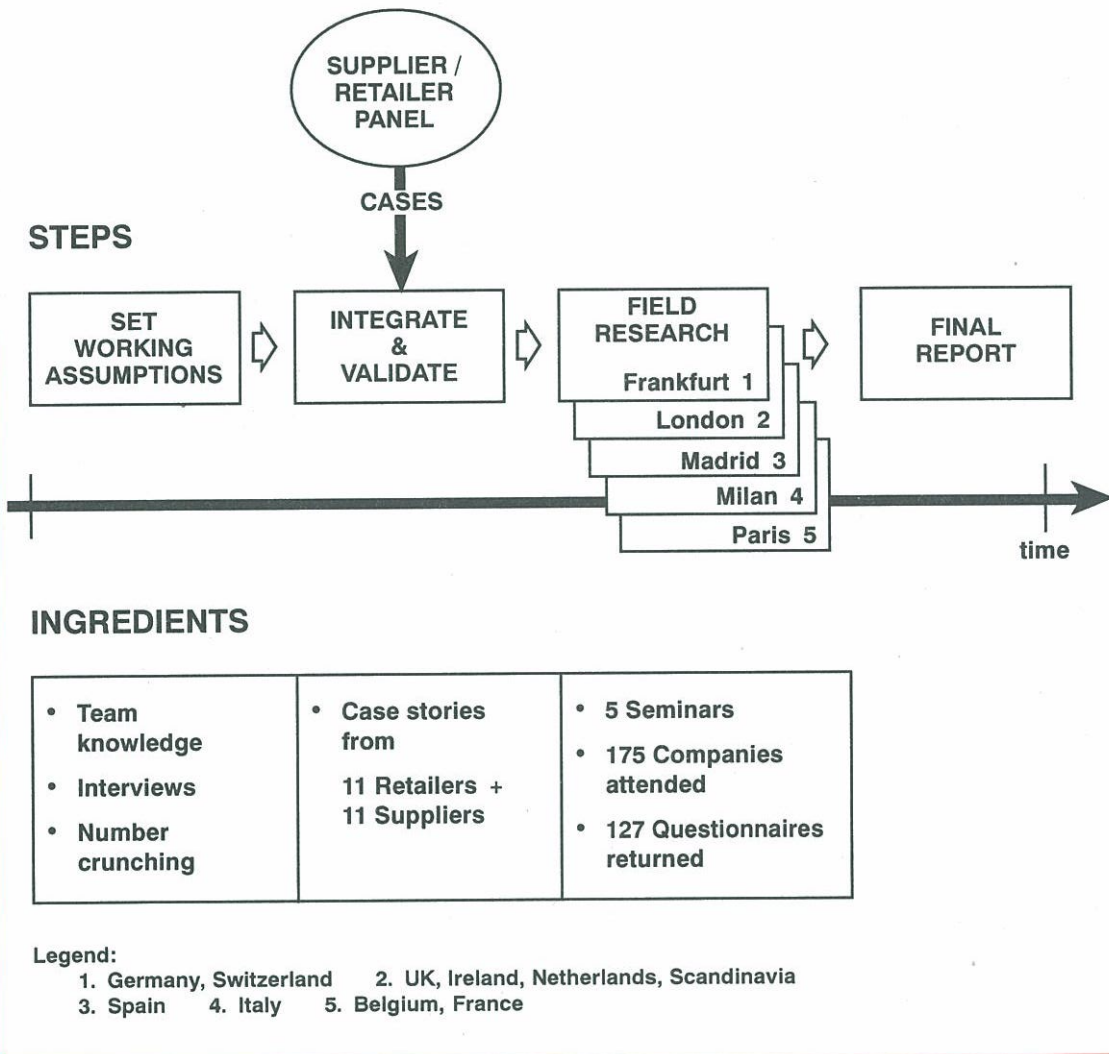 SUPPLIER /
RETAILER
PANEL
CASES
STEPS
SET
WORKING
ASSUMPTIONS
INTEGRATE
&
VALIDATE
FIELD
RESEARCH
Frankfurt 1
London 2
Madrid 3
Milan 4
Paris 5
FINAL
REPORT
time
INGREDIENTS
• Team
knowledge
• Interviews
• Number
crunching
• Case stories
from
11 Retailers +
11 Suppliers
• 5 Seminars
• 175 Companies
attended
• 127 Questionnaires
returned
Legend:
1. Germany, Switzerland 2. UK, Ireland, Netherlands, Scandinavia
3. Spain 4. Italy 5. Belgium, France